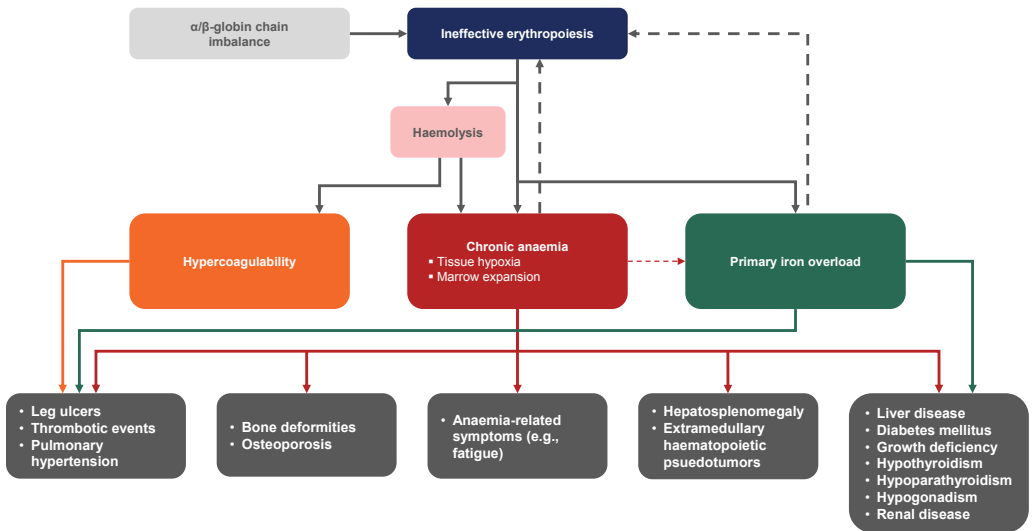 α/β-globin chain
imbalance
Ineffective erythropoiesis
Haemolysis
Hypercoagulability
Chronic anaemia
▪ Tissue hypoxia
▪ Marrow expansion
Primary iron overload
• Leg ulcers
• Thrombotic events
• Pulmonary
hypertension
• Bone deformities
• Osteoporosis
• Anaemia-related
symptoms (e.g.,
fatigue)
• Hepatosplenomegaly
• Extramedullary
haematopoietic
psuedotumors
• Liver disease
• Diabetes mellitus
• Growth deficiency
• Hypothyroidism
• Hypoparathyroidism
• Hypogonadism
• Renal disease